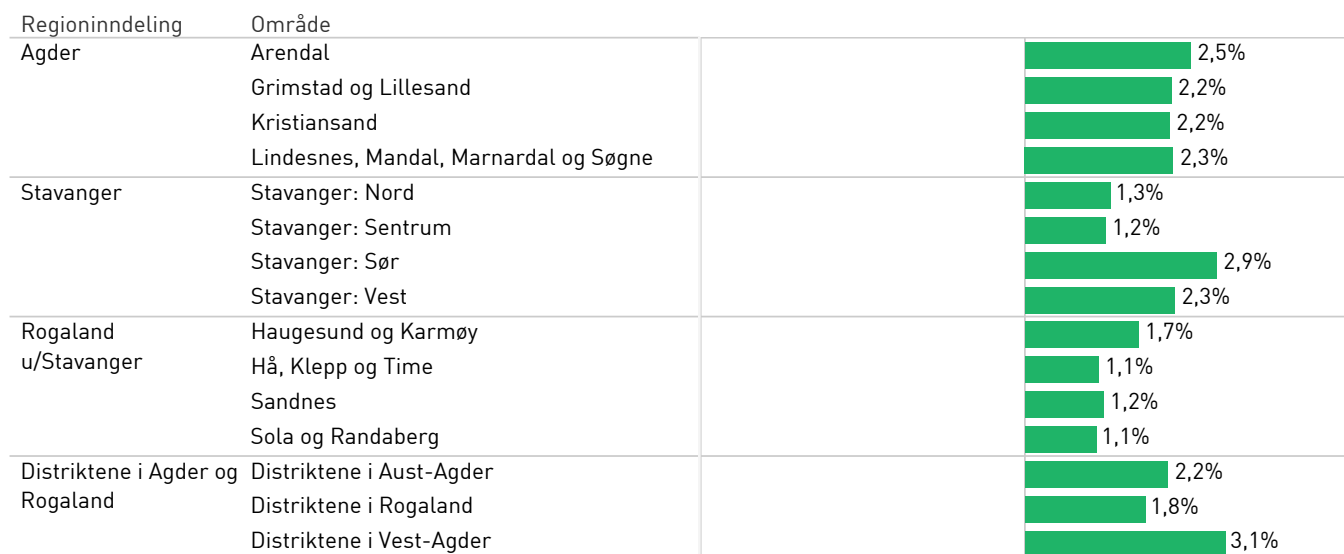 Regioninndeling Område
Agder Arendal 2,5%
Grimstad og Lillesand 2,2%
Kristiansand 2,2%
Lindesnes, Mandal, Marnardal og Søgne 2,3%
Stavanger Stavanger: Nord 1,3%
Stavanger: Sentrum 1,2%
Stavanger: Sør 2,9%
Stavanger: Vest 2,3%
Rogaland Haugesund og Karmøy 1,7%
u/Stavanger Hå, Klepp og Time 1,1%
Sandnes 1,2%
Sola og Randaberg 1,1%
Distriktene i Agder og Distriktene i Aust-Agder 2,2%
Rogaland Distriktene i Rogaland 1,8%
Distriktene i Vest-Agder 3,1%